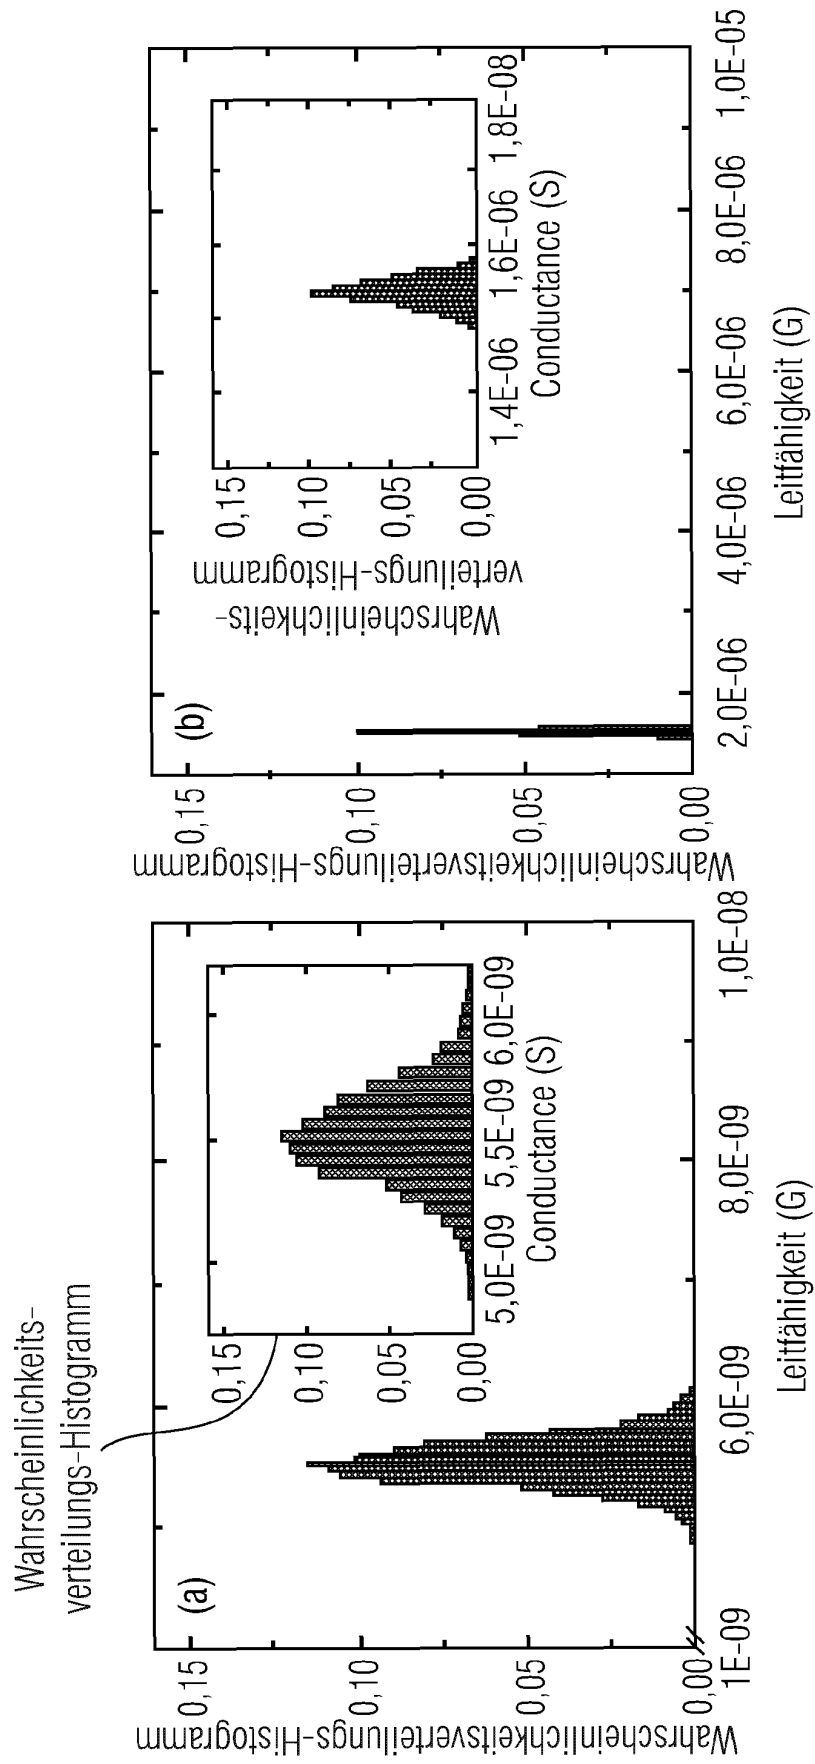 Wahrscheinlichkeits-
verteilungs-Histogramm
(a)
Wahrscheinlichkeitsverteilungs-Histogramm
0,15
0,10
0,05
0,00
1E-09
6,0E-09
8,0E-09
1,0E-08
Leitfähigkeit (G)
0,15
0,10
0,05
0,00
5,0E-09
5,5E-09
6,0E-09
Conductance (S)
(b)
Wahrscheinlichkeitsverteilungs-Histogramm
0,15
0,10
0,05
0,00
2,0E-06
4,0E-06
6,0E-06
8,0E-06
1,0E-05
Leitfähigkeit (G)
Wahrscheinlichkeits-
verteilungs-Histogramm
0,15
0,10
0,05
0,00
1,4E-06
1,6E-06
1,8E-08
Conductance (S)